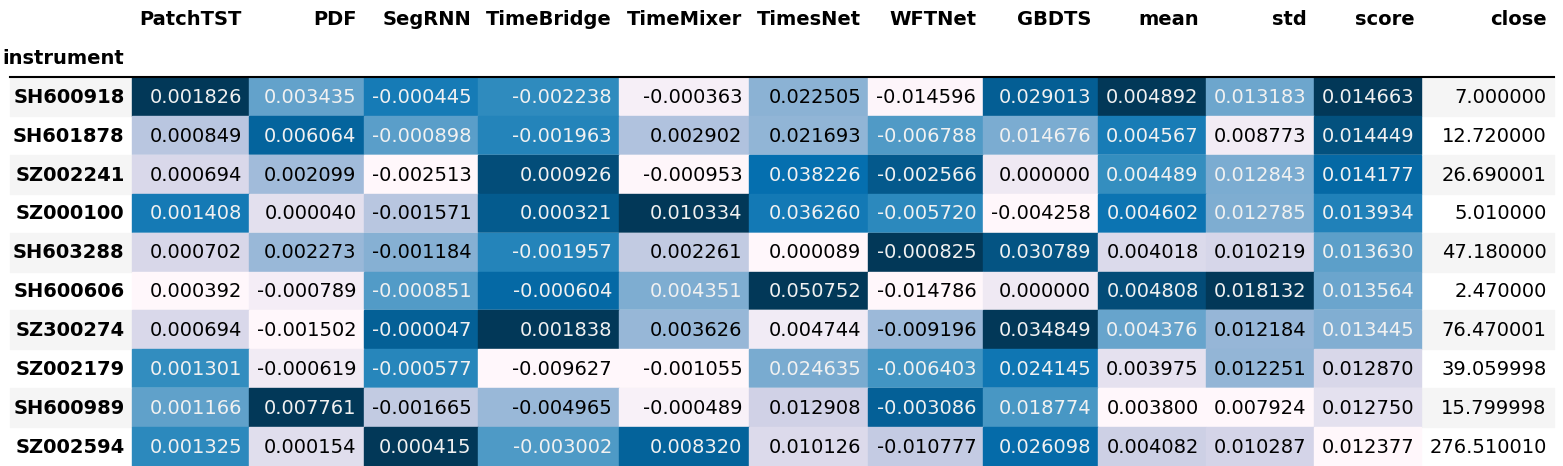 PatchTST PDF SegRNN TimeBridge TimeMixer TimesNet WFTNet GBDTS mean std score close
instrument
SH600918 0.001826 0.003435 -0.000445 -0.002238 -0.000363 0.022505 -0.014596 0.029013 0.004892 0.013183 0.014663 7.000000
SH601878 0.000849 0.006064 -0.000898 -0.001963 0.002902 0.021693 -0.006788 0.014676 0.004567 0.008773 0.014449 12.720000
SZ002241 0.000694 0.002099 -0.002513 0.000926 -0.000953 0.038226 -0.002566 0.000000 0.004489 0.012843 0.014177 26.690001
SZ000100 0.001408 0.000040 -0.001571 0.000321 0.010334 0.036260 -0.005720 -0.004258 0.004602 0.012785 0.013934 5.010000
SH603288 0.000702 0.002273 -0.001184 -0.001957 0.002261 0.000089 -0.000825 0.030789 0.004018 0.010219 0.013630 47.180000
SH600606 0.000392 -0.000789 -0.000851 -0.000604 0.004351 0.050752 -0.014786 0.000000 0.004808 0.018132 0.013564 2.470000
SZ300274 0.000694 -0.001502 -0.000047 0.001838 0.003626 0.004744 -0.009196 0.034849 0.004376 0.012184 0.013445 76.470001
SZ002179 0.001301 -0.000619 -0.000577 -0.009627 -0.001055 0.024635 -0.006403 0.024145 0.003975 0.012251 0.012870 39.059998
SH600989 0.001166 0.007761 -0.001665 -0.004965 -0.000489 0.012908 -0.003086 0.018774 0.003800 0.007924 0.012750 15.799998
SZ002594 0.001325 0.000154 0.000415 -0.003002 0.008320 0.010126 -0.010777 0.026098 0.004082 0.010287 0.012377 276.510010